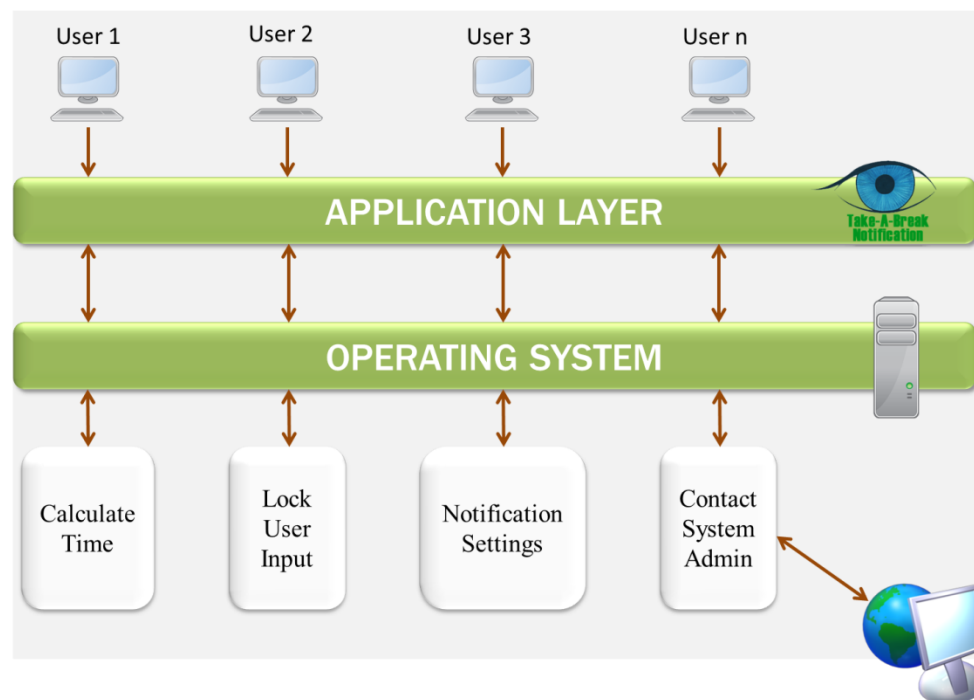 User 1
User 2
User 3
User n
APPLICATION LAYER
Take-A-Break
Notification
OPERATING SYSTEM
Calculate
Time
Lock
User
Input
Notification
Settings
Contact
System
Admin